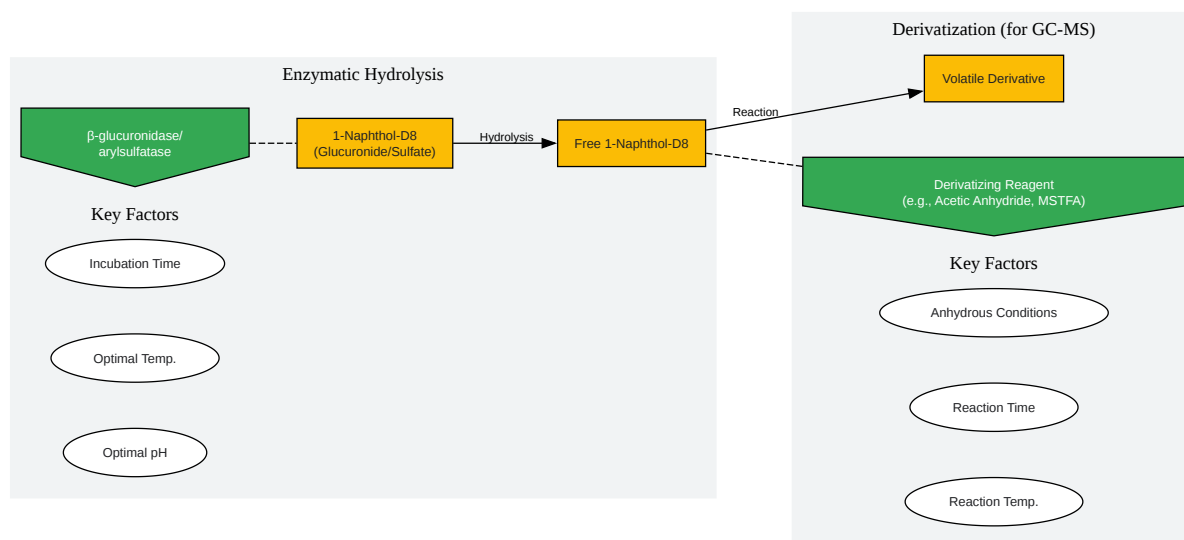 Enzymatic Hydrolysis
β-glucuronidase/
arylsulfatase
1-Naphthol-D8
(Glucuronide/Sulfate)
Hydrolysis
Free 1-Naphthol-D8
Key Factors
Incubation Time
Optimal Temp.
Optimal pH
Reaction
Derivatization (for GC-MS)
Volatile Derivative
Derivatizing Reagent
(e.g., Acetic Anhydride, MSTFA)
Key Factors
Anhydrous Conditions
Reaction Time
Reaction Temp.